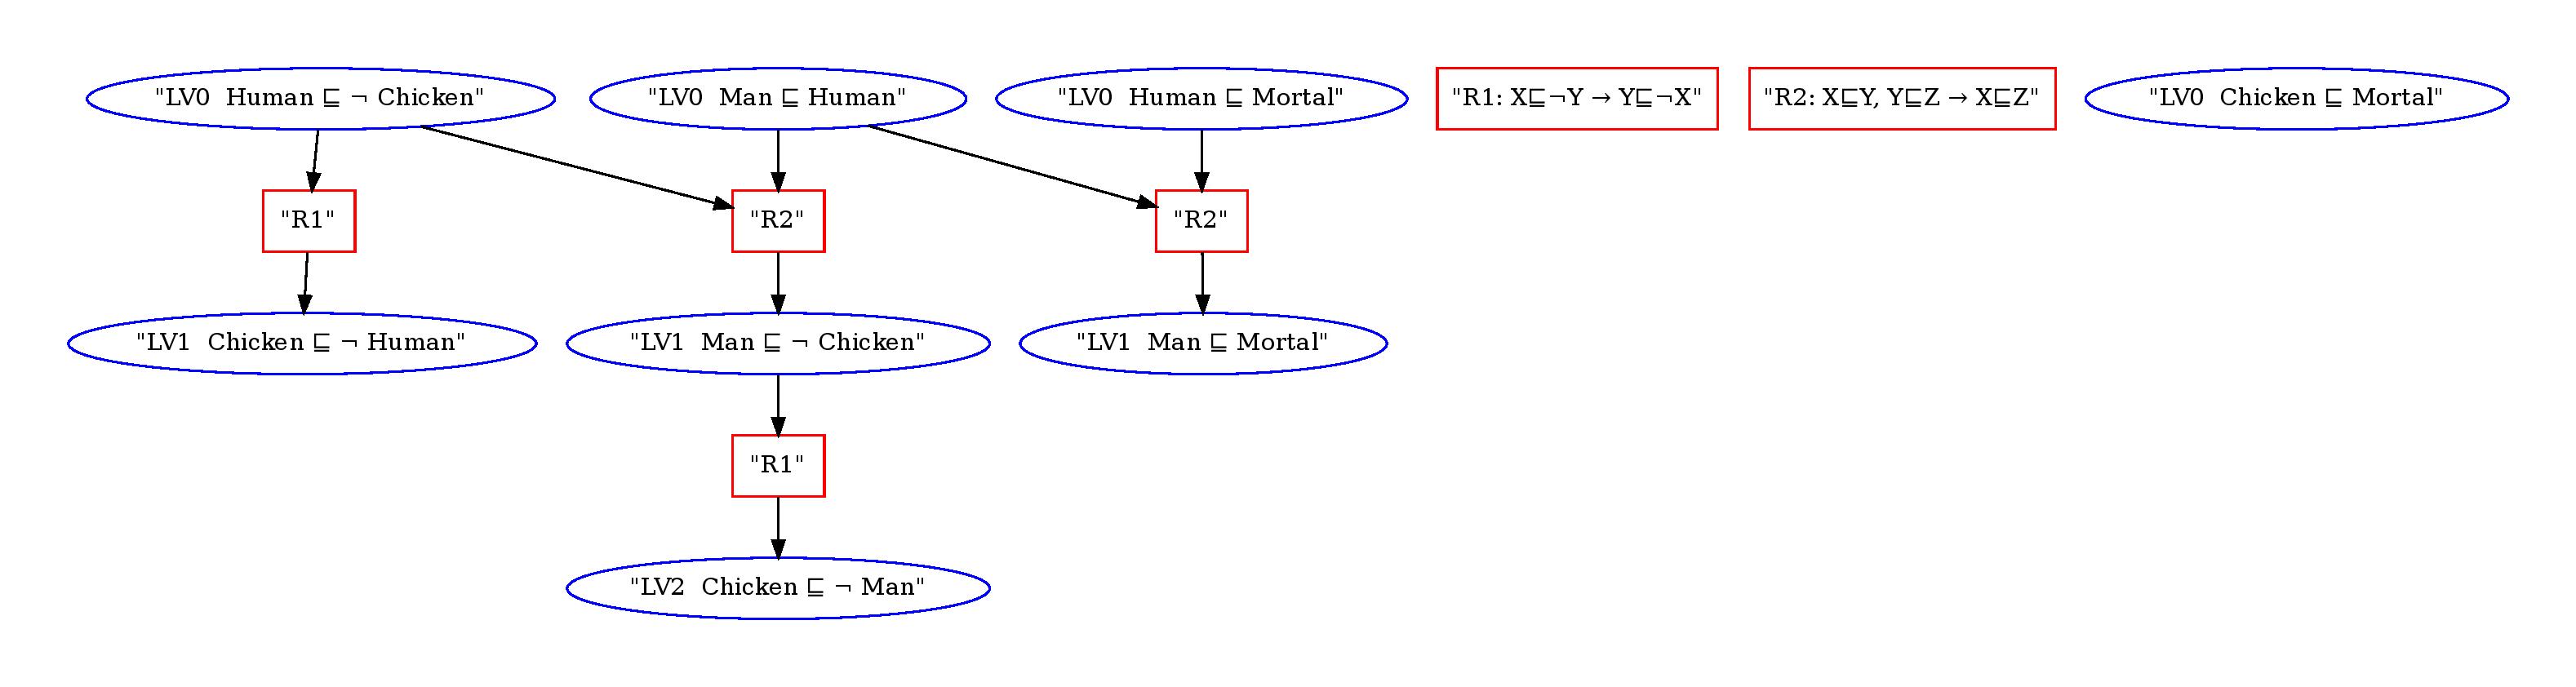 "LV0  Human ⊑ ¬ Chicken"
"LV0  Man ⊑ Human"
"LV0  Human ⊑ Mortal"
"R1: X⊑¬Y → Y⊑¬X"
"R2: X⊑Y, Y⊑Z → X⊑Z"
"LV0  Chicken ⊑ Mortal"
"R1"
"R2"
"R2"
"LV1  Chicken ⊑ ¬ Human"
"LV1  Man ⊑ ¬ Chicken"
"LV1  Man ⊑ Mortal"
"R1"
"LV2  Chicken ⊑ ¬ Man"